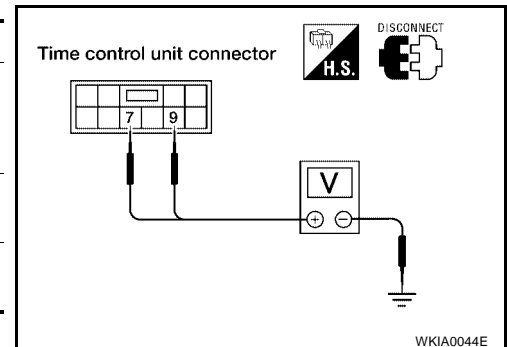 DISCONNECT
Time control unit connector
H.S.
7 9
V
+ −
WKIA0044E